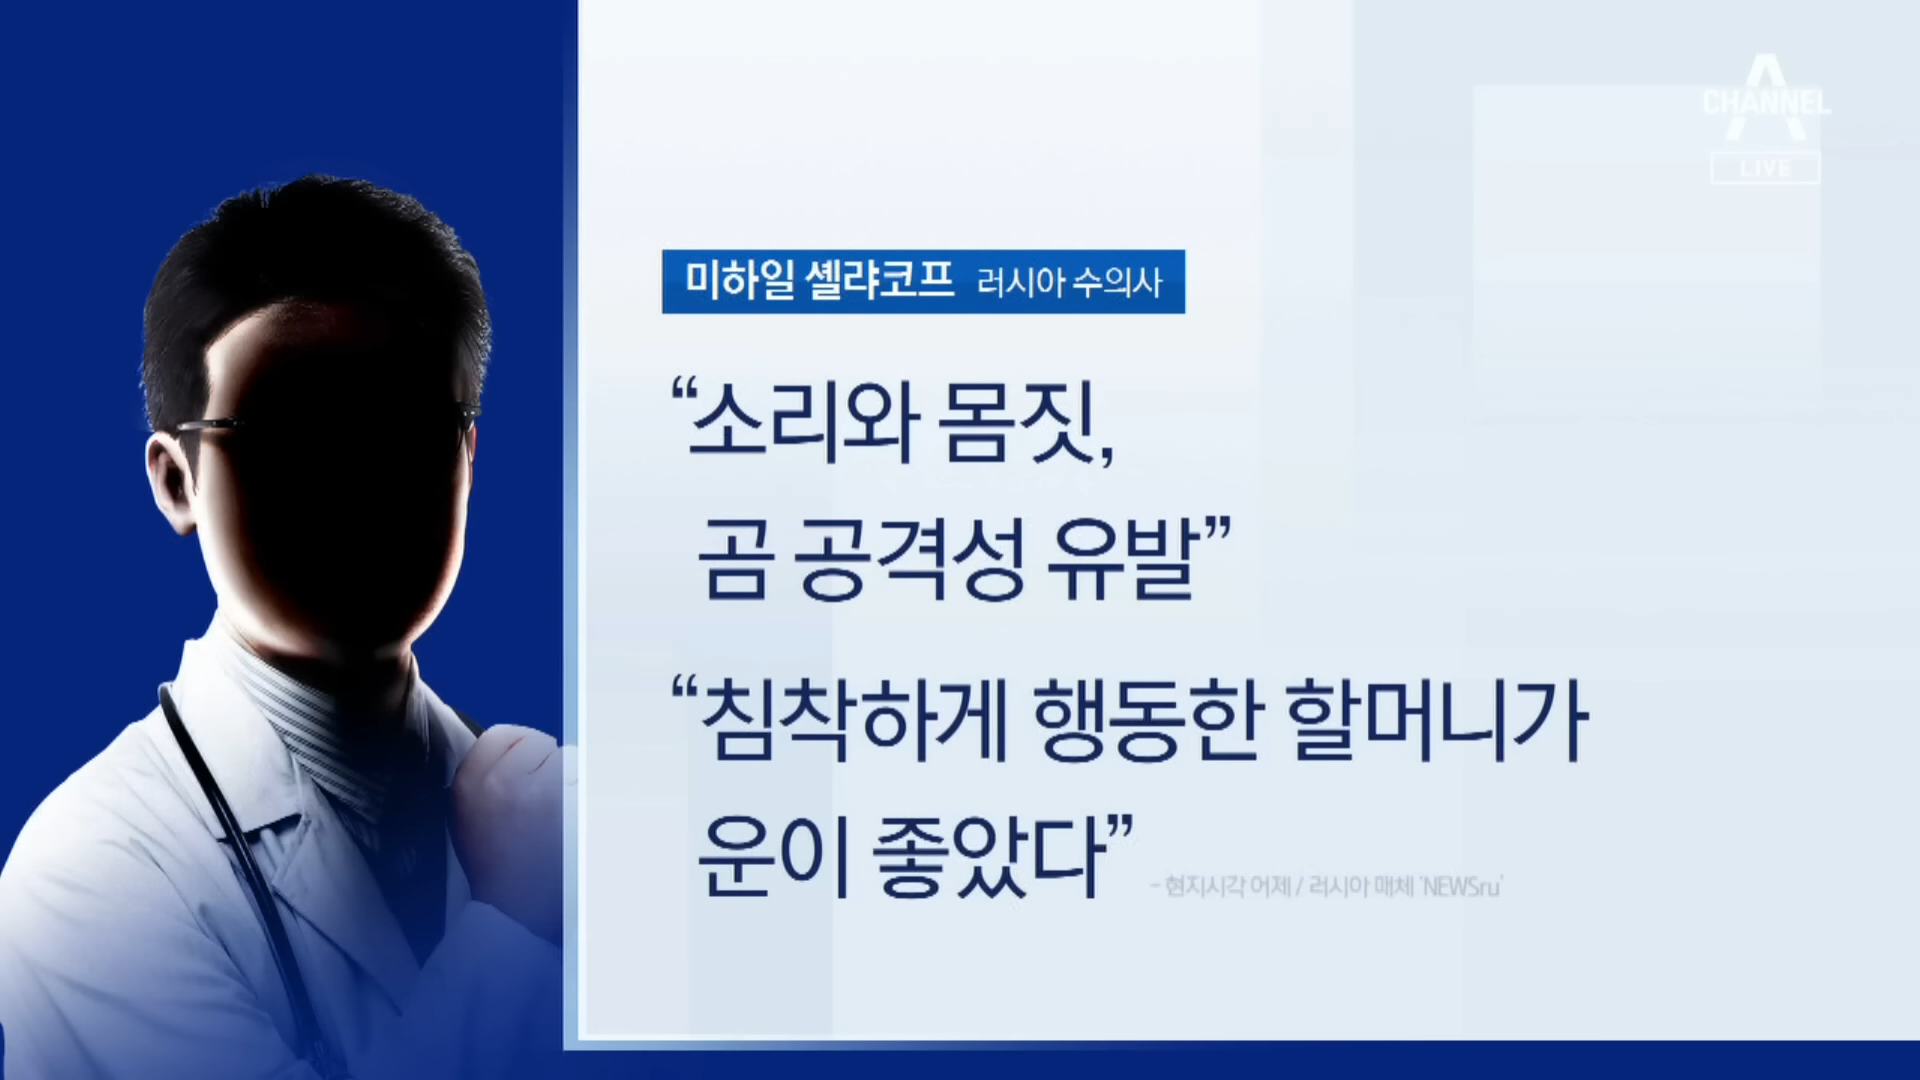 CHANNEL A
LIVE
미하일 셸랴코프 러시아 수의사
“소리와 몸짓,
곰 공격성 유발”
“침착하게 행동한 할머니가
운이 좋았다”
- 현지시각 어제 / 러시아 매체 ‘NEWSru’